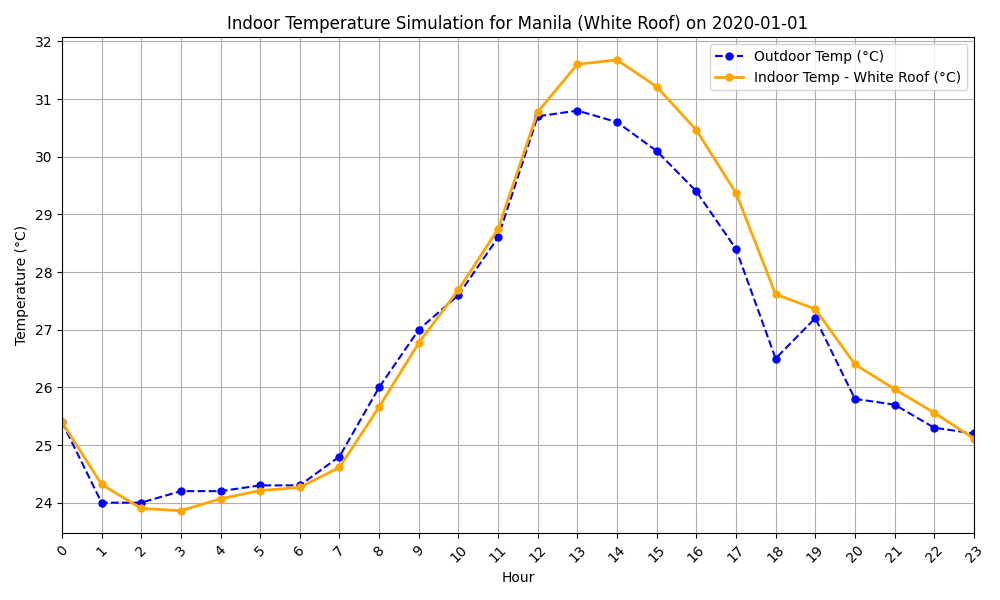 Indoor Temperature Simulation for Manila (White Roof) on 2020-01-01
Outdoor Temp (°C)
Indoor Temp - White Roof (°C)
Temperature (°C)
32
31
30
29
28
27
26
25
24
0 1 2 3 4 5 6 7 8 9 10 11 12 13 14 15 16 17 18 19 20 21 22 23
Hour